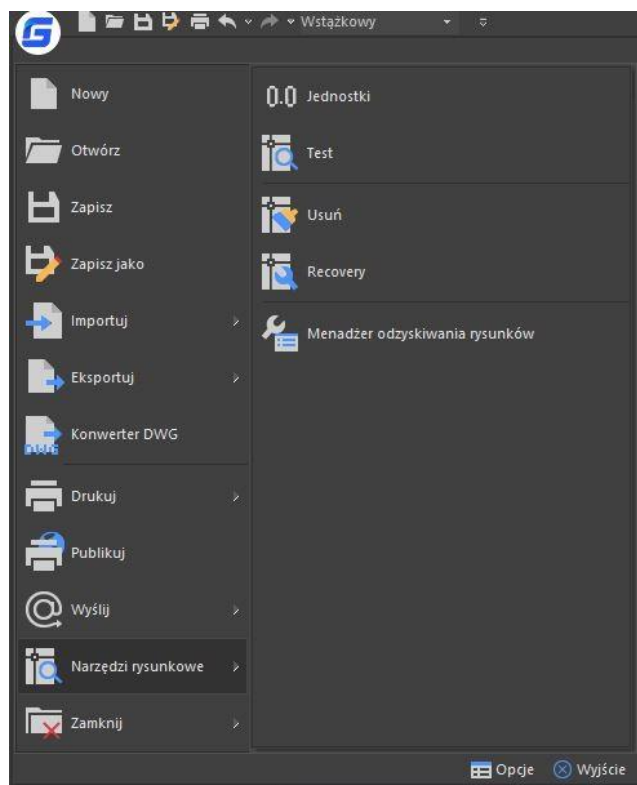 Wstążkowy
Nowy
Otwórz
Zapisz
Zapisz jako
Importuj
Eksportuj
DWG
Konwerter DWG
Drukuj
Publikuj
Wyślij
Narzędzi rysunkowe
Zamknij
0.0 Jednostki
Test
Usuń
Recovery
Menadżer odzyskiwania rysunków
Opcje
Wyjście